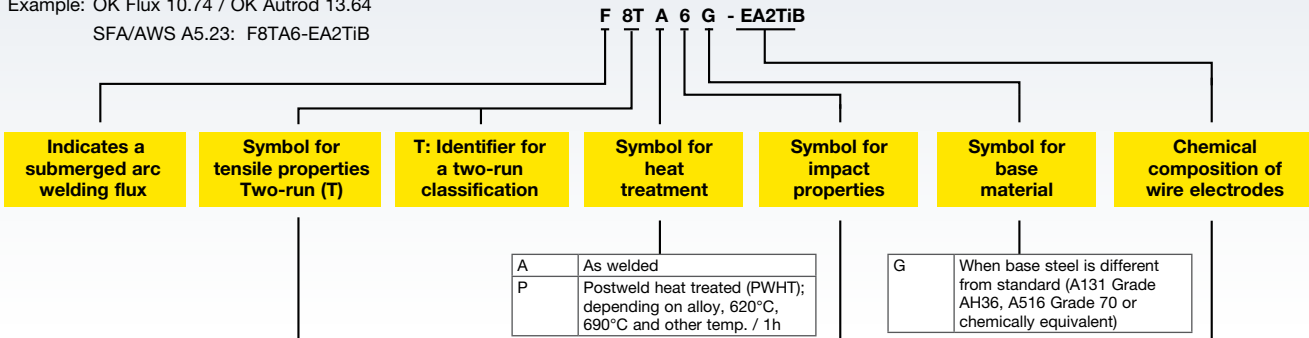 Example: OK Flux 10.74 / OK Autrod 13.64
SFA/AWS A5.23: F8TA6-EA2TiB
F 8T A 6 G - EA2TiB
Indicates a
submerged arc
welding flux
Symbol for
tensile properties
Two-run (T)
T: Identifier for
a two-run
classification
Symbol for
heat
treatment
Symbol for
impact
properties
Symbol for
base
material
Chemical
composition of
wire electrodes
A As welded
P Postweld heat treated (PWHT);
depending on alloy, 620°C,
690°C and other temp. / 1h
G When base steel is different
from standard (A131 Grade
AH36, A516 Grade 70 or
chemically equivalent)